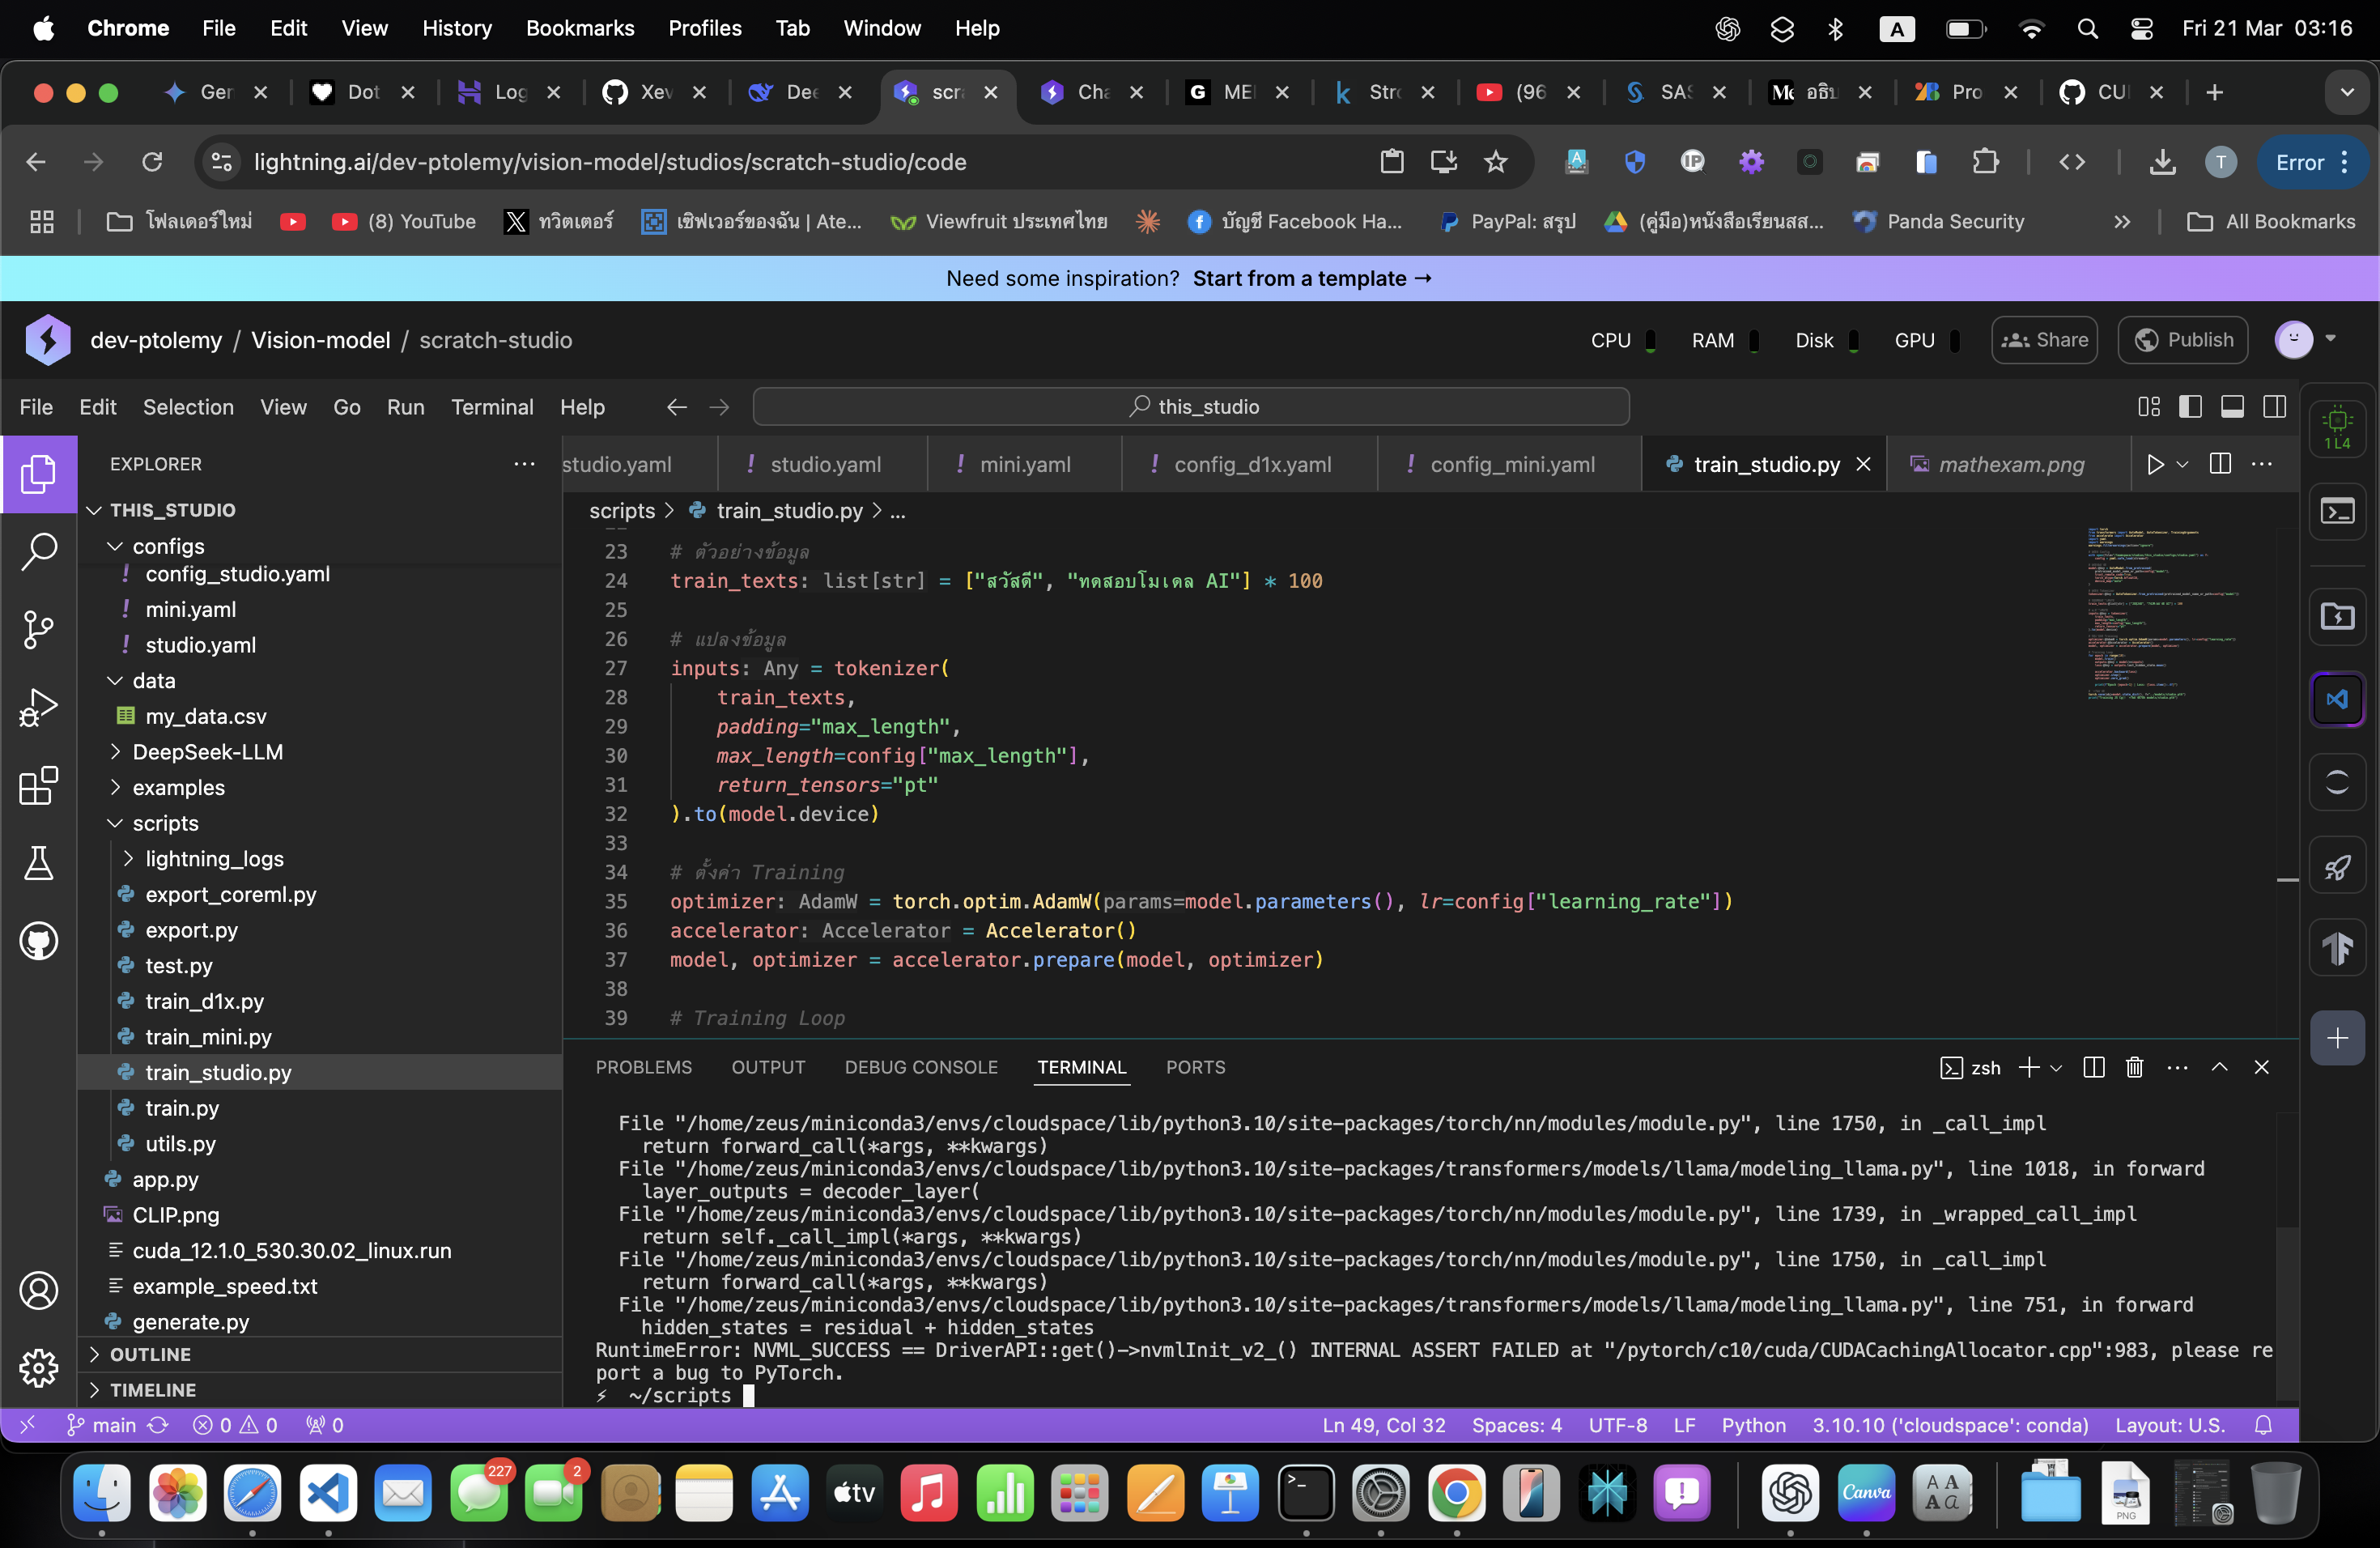 Chrome File Edit View History Bookmarks Profiles Tab Window Help A Fri 21 Mar 03:16
Ger Dot Log Xev Dee scra Cha G MEI k Stro (96 SAS อธิบ Pro CUI
lightning.ai/dev-ptolemy/vision-model/studios/scratch-studio/code IP T Error
โฟลเดอร์ใหม่ (8) YouTube ทวิตเตอร์ เซิฟเวอร์ของฉัน | Ate... Viewfruit ประเทศไทย บัญชี Facebook Ha... PayPal: สรุป (คู่มือ)หนังสือเรียนสส... Panda Security » All Bookmarks
Need some inspiration? Start from a template →
dev-ptolemy / Vision-model / scratch-studio CPU RAM Disk GPU Share Publish
File Edit Selection View Go Run Terminal Help this_studio
1 L4
EXPLORER
THIS_STUDIO
configs
config_studio.yaml
mini.yaml
studio.yaml
data
my_data.csv
DeepSeek-LLM
examples
scripts
lightning_logs
export_coreml.py
export.py
test.py
train_d1x.py
train_mini.py
train_studio.py
train.py
utils.py
app.py
CLIP.png
cuda_12.1.0_530.30.02_linux.run
example_speed.txt
generate.py
OUTLINE
TIMELINE
studio.yaml ! studio.yaml ! mini.yaml ! config_d1x.yaml ! config_mini.yaml train_studio.py mathexam.png
scripts > train_studio.py > ...
23 # ตัวอย่างข้อมูล
24 train_texts: list[str] = ["สวัสดี", "ทดสอบโมเดล AI"] * 100
25
26 # แปลงข้อมูล
27 inputs: Any = tokenizer(
28 train_texts,
29 padding="max_length",
30 max_length=config["max_length"],
31 return_tensors="pt"
32 ).to(model.device)
33
34 # ตั้งค่า Training
35 optimizer: AdamW = torch.optim.AdamW(params=model.parameters(), lr=config["learning_rate"])
36 accelerator: Accelerator = Accelerator()
37 model, optimizer = accelerator.prepare(model, optimizer)
38
39 # Training Loop
PROBLEMS OUTPUT DEBUG CONSOLE TERMINAL PORTS zsh
File "/home/zeus/miniconda3/envs/cloudspace/lib/python3.10/site-packages/torch/nn/modules/module.py", line 1750, in _call_impl
return forward_call(*args, **kwargs)
File "/home/zeus/miniconda3/envs/cloudspace/lib/python3.10/site-packages/transformers/models/llama/modeling_llama.py", line 1018, in forward
layer_outputs = decoder_layer(
File "/home/zeus/miniconda3/envs/cloudspace/lib/python3.10/site-packages/torch/nn/modules/module.py", line 1739, in _wrapped_call_impl
return self._call_impl(*args, **kwargs)
File "/home/zeus/miniconda3/envs/cloudspace/lib/python3.10/site-packages/torch/nn/modules/module.py", line 1750, in _call_impl
return forward_call(*args, **kwargs)
File "/home/zeus/miniconda3/envs/cloudspace/lib/python3.10/site-packages/transformers/models/llama/modeling_llama.py", line 751, in forward
hidden_states = residual + hidden_states
RuntimeError: NVML_SUCCESS == DriverAPI::get()->nvmlInit_v2_() INTERNAL ASSERT FAILED at "/pytorch/c10/cuda/CUDACachingAllocator.cpp":983, please re
port a bug to PyTorch.
⚡ ~/scripts
main 0 0 0 Ln 49, Col 32 Spaces: 4 UTF-8 LF Python 3.10.10 ('cloudspace': conda) Layout: U.S.
227 2 tv Canva PNG